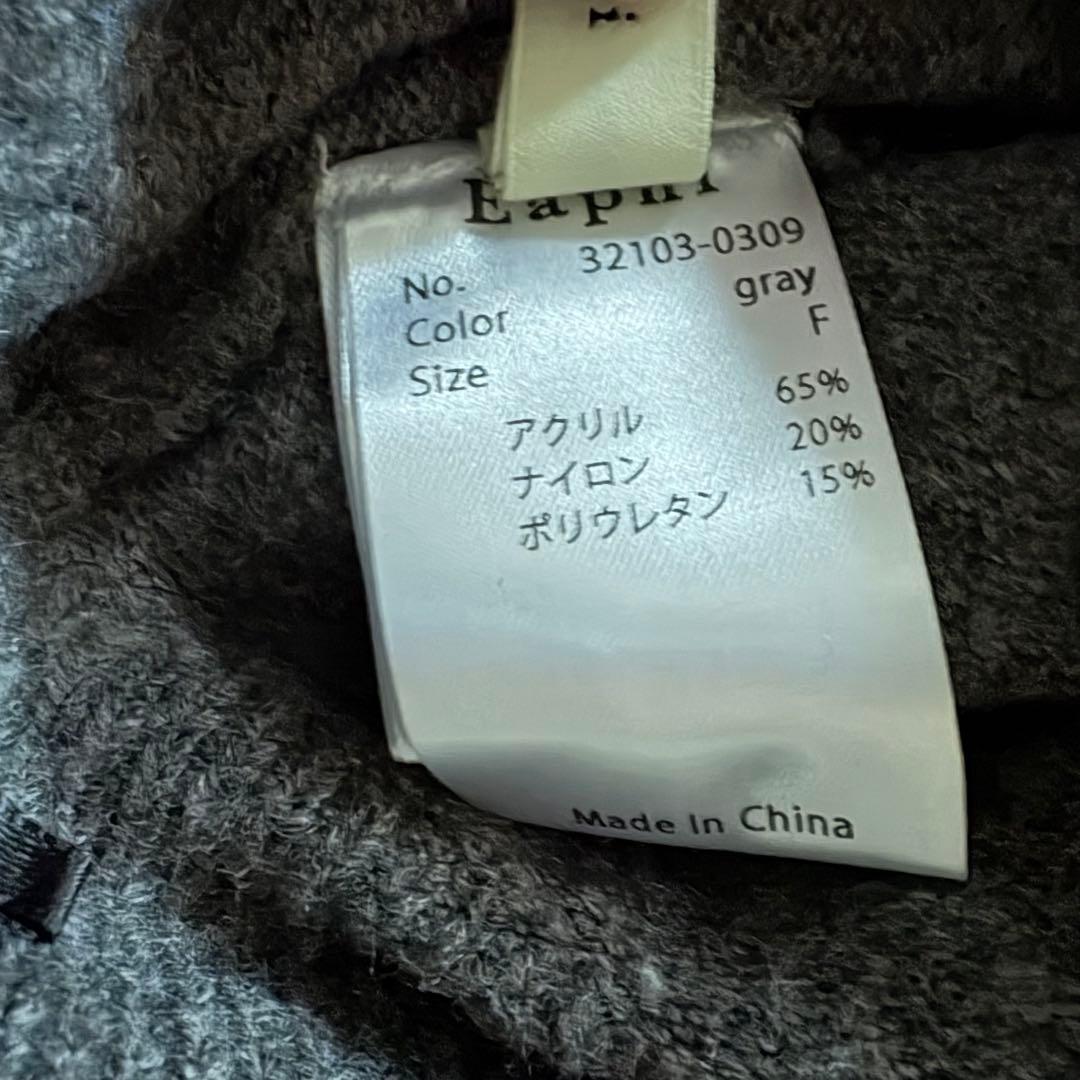 Eaphi
No. 32103-0309
Color gray
Size F
アクリル 65%
ナイロン 20%
ポリウレタン 15%
Made In China